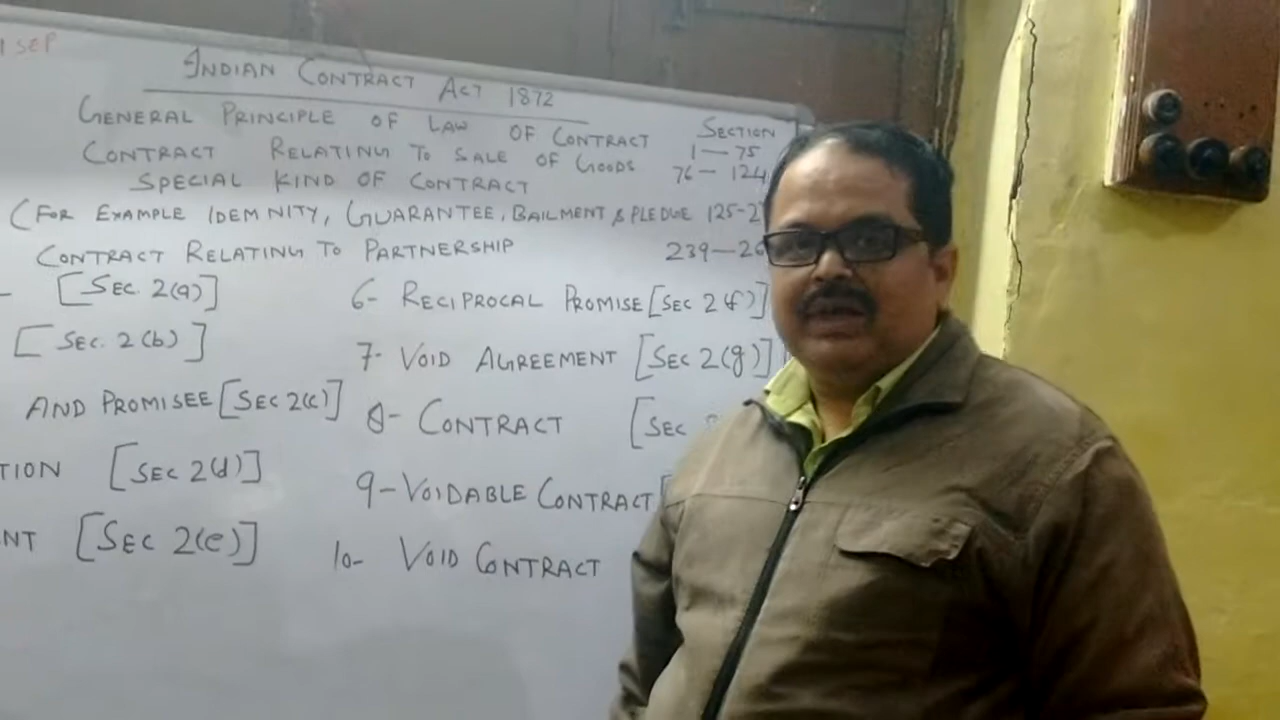 SEP
INDIAN CONTRACT ACT 1872
GENERAL PRINCIPLE OF LAW OF CONTRACT
SECTION
1 — 75
CONTRACT RELATING TO SALE OF GOODS 76 — 124
SPECIAL KIND OF CONTRACT
(FOR EXAMPLE IDEMNITY, GUARANTEE, BAILMENT & PLEDGE 125-2
CONTRACT RELATING TO PARTNERSHIP 239 — 26
[SEC. 2(a)]
[SEC. 2(b)]
AND PROMISEE [SEC 2(c)]
TION [SEC 2(d)]
NT [SEC 2(e)]
6- RECIPROCAL PROMISE [SEC 2(f)]
7- VOID AGREEMENT [SEC 2(g)]
8- CONTRACT [SEC
9- VOIDABLE CONTRACT [
10- VOID CONTRACT